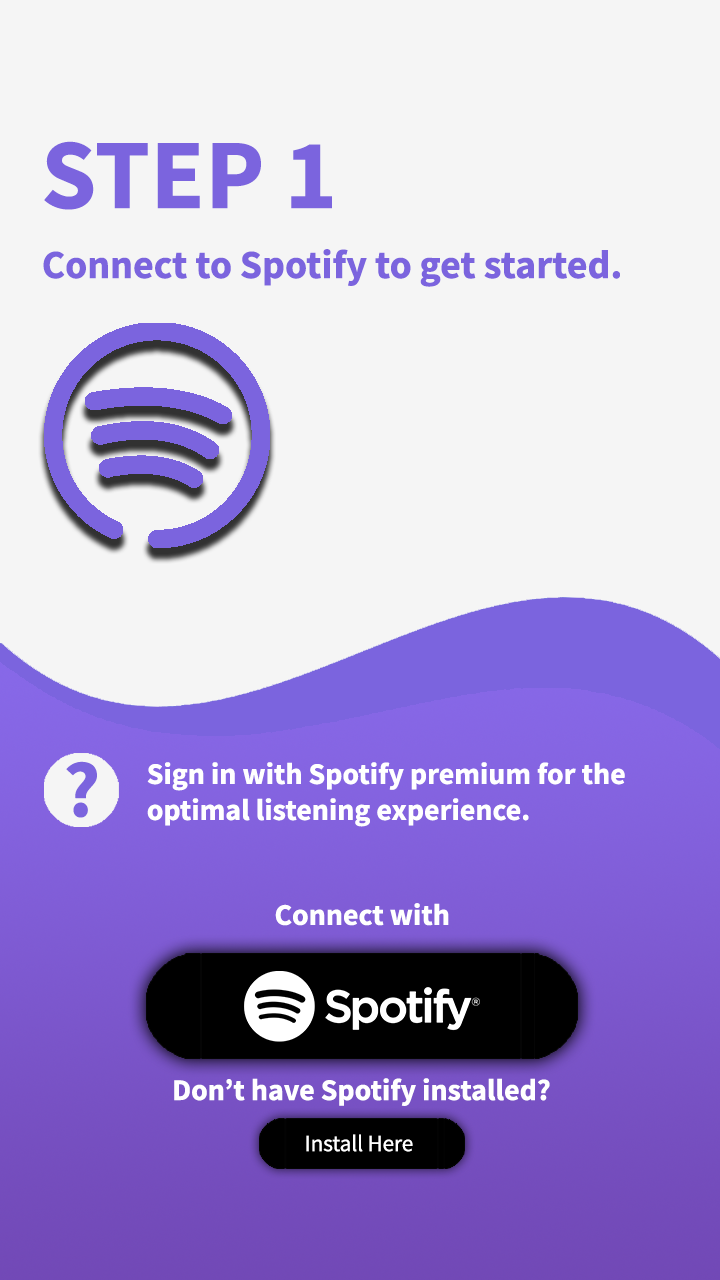 STEP 1
Connect to Spotify to get started.
?
Sign in with Spotify premium for the
optimal listening experience.
Connect with
Spotify®
Don’t have Spotify installed?
Install Here